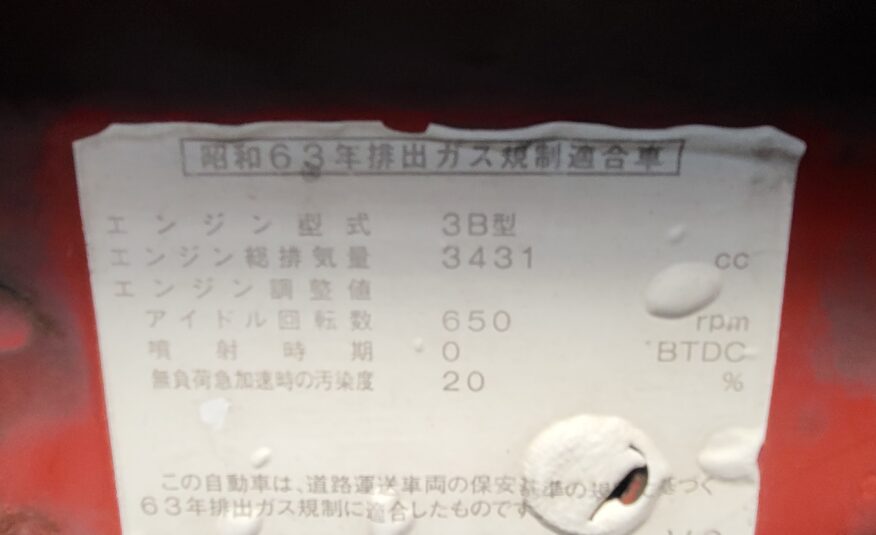 昭和63年排出ガス規制適合車
エンジン型式 3B型
エンジン総排気量 3431 cc
エンジン調整値
アイドル回転数 650 rpm
噴射時期 0 °BTDC
無負荷急加速時の汚染度 20 %
この自動車は、道路運送車両の保安基準の規 基づく
63年排出ガス規制に適合したものです